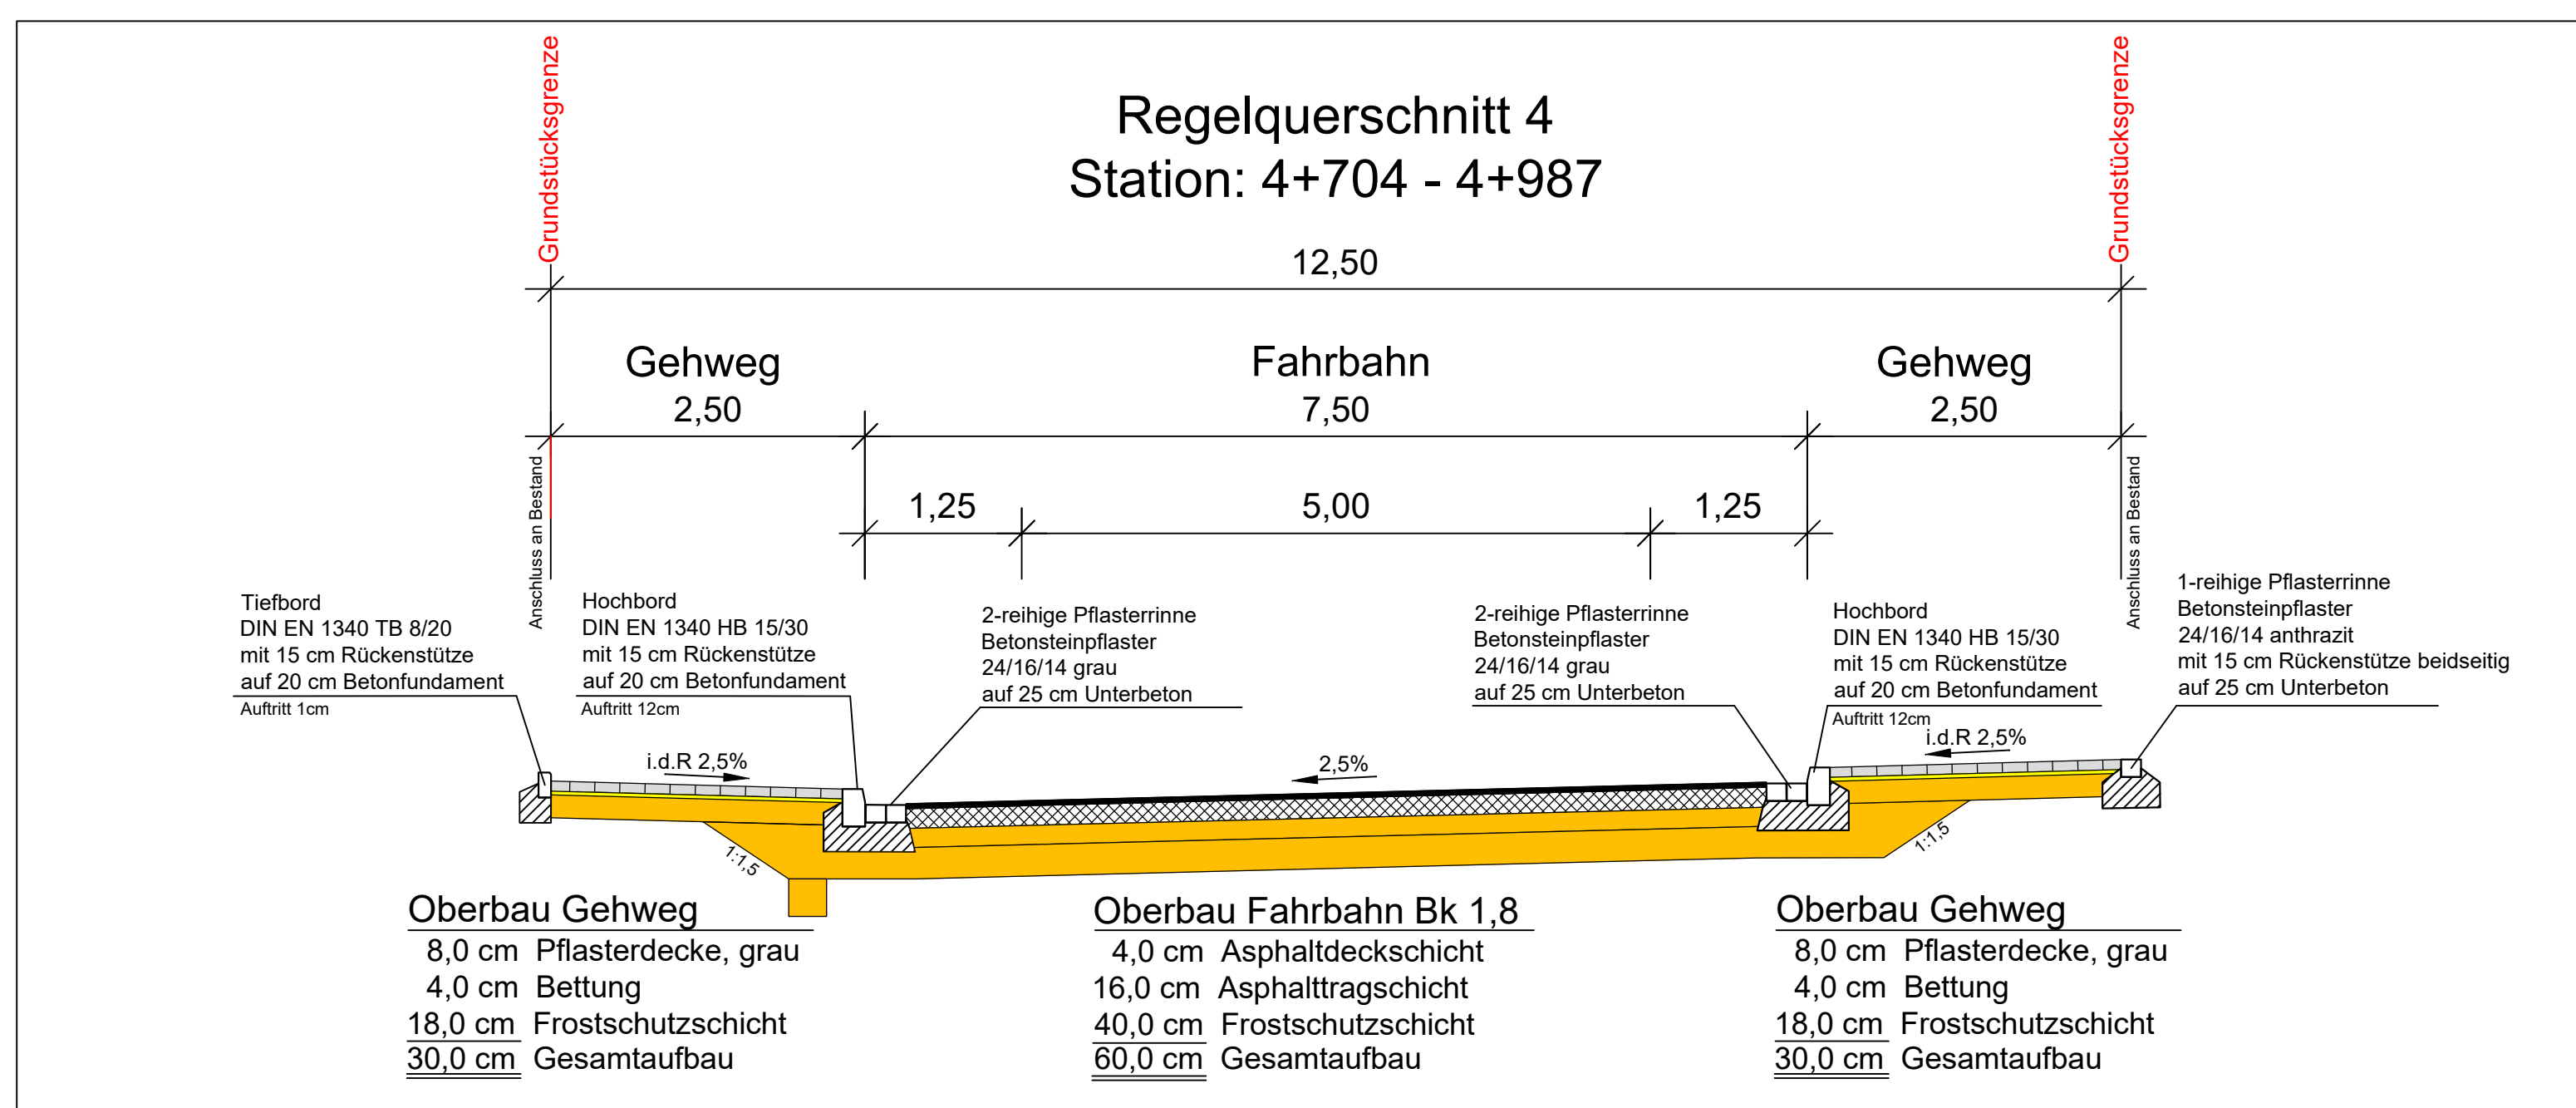 Grundstücksgrenze
Grundstücksgrenze
Regelquerschnitt 4
Station: 4+704 - 4+987
12,50
Gehweg
2,50
Fahrbahn
7,50
Gehweg
2,50
1,25
5,00
1,25
Anschluss an Bestand
Anschluss an Bestand
Tiefbord
DIN EN 1340 TB 8/20
mit 15 cm Rückenstütze
auf 20 cm Betonfundament
Auftritt 1cm
Hochbord
DIN EN 1340 HB 15/30
mit 15 cm Rückenstütze
auf 20 cm Betonfundament
Auftritt 12cm
2-reihige Pflasterrinne
Betonsteinpflaster
24/16/14 grau
auf 25 cm Unterbeton
2-reihige Pflasterrinne
Betonsteinpflaster
24/16/14 grau
auf 25 cm Unterbeton
Hochbord
DIN EN 1340 HB 15/30
mit 15 cm Rückenstütze
auf 20 cm Betonfundament
Auftritt 12cm
1-reihige Pflasterrinne
Betonsteinpflaster
24/16/14 anthrazit
mit 15 cm Rückenstütze beidseitig
auf 25 cm Unterbeton
i.d.R 2,5%
2,5%
i.d.R 2,5%
1:1,5
1:1,5
Oberbau Gehweg
8,0 cm Pflasterdecke, grau
4,0 cm Bettung
18,0 cm Frostschutzschicht
30,0 cm Gesamtaufbau
Oberbau Fahrbahn Bk 1,8
4,0 cm Asphaltdeckschicht
16,0 cm Asphalttragschicht
40,0 cm Frostschutzschicht
60,0 cm Gesamtaufbau
Oberbau Gehweg
8,0 cm Pflasterdecke, grau
4,0 cm Bettung
18,0 cm Frostschutzschicht
30,0 cm Gesamtaufbau